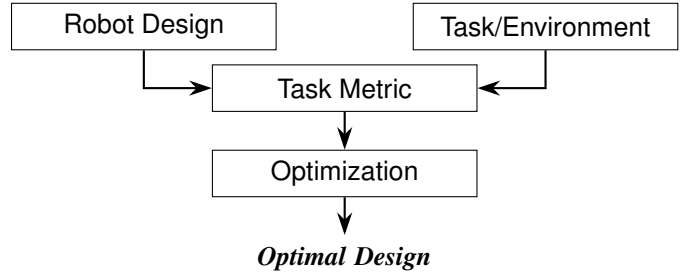 Robot Design
Task/Environment
Task Metric
Optimization
Optimal Design